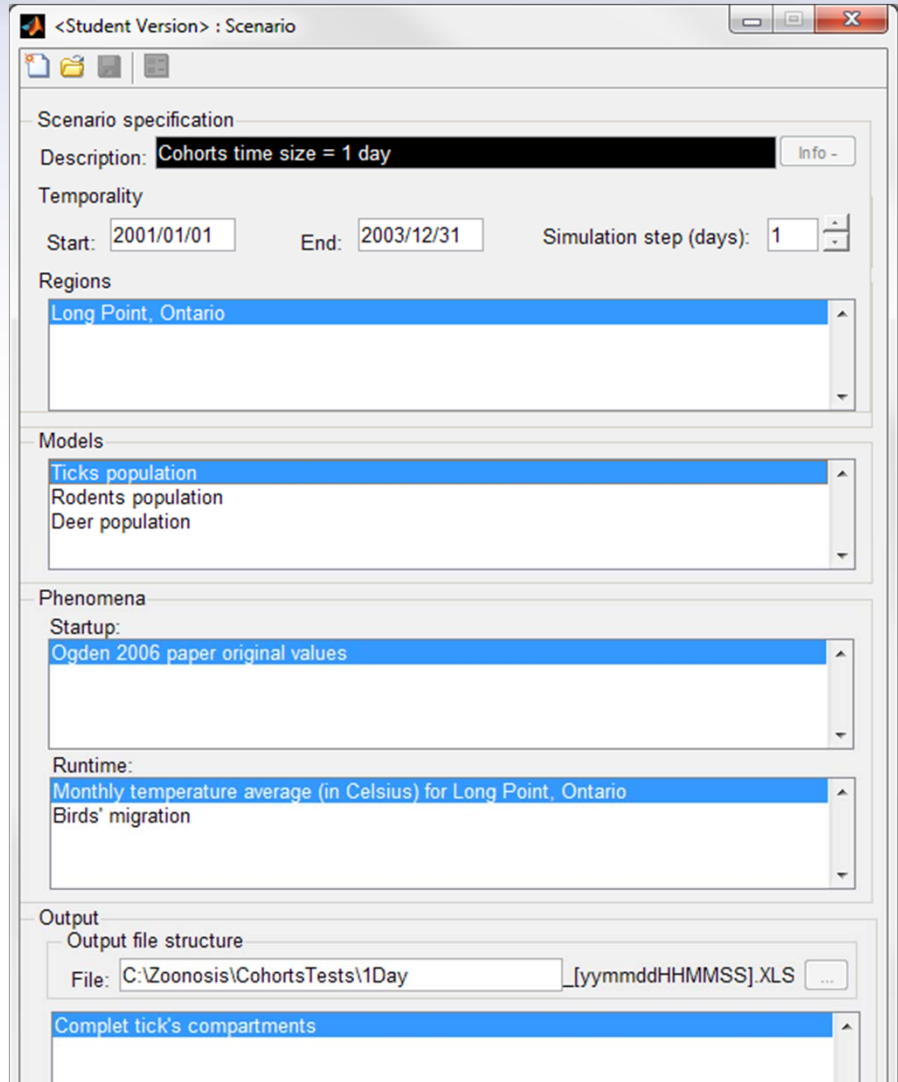 <Student Version> : Scenario
Scenario specification
Description: Cohorts time size = 1 day Info -
Temporality
Start: 2001/01/01 End: 2003/12/31 Simulation step (days): 1
Regions
Long Point, Ontario
Models
Ticks population
Rodents population
Deer population
Phenomena
Startup:
Ogden 2006 paper original values
Runtime:
Monthly temperature average (in Celsius) for Long Point, Ontario
Birds' migration
Output
Output file structure
File: C:\Zoonosis\CohortsTests\1Day _[yymmddHHMMSS].XLS ...
Complet tick's compartments